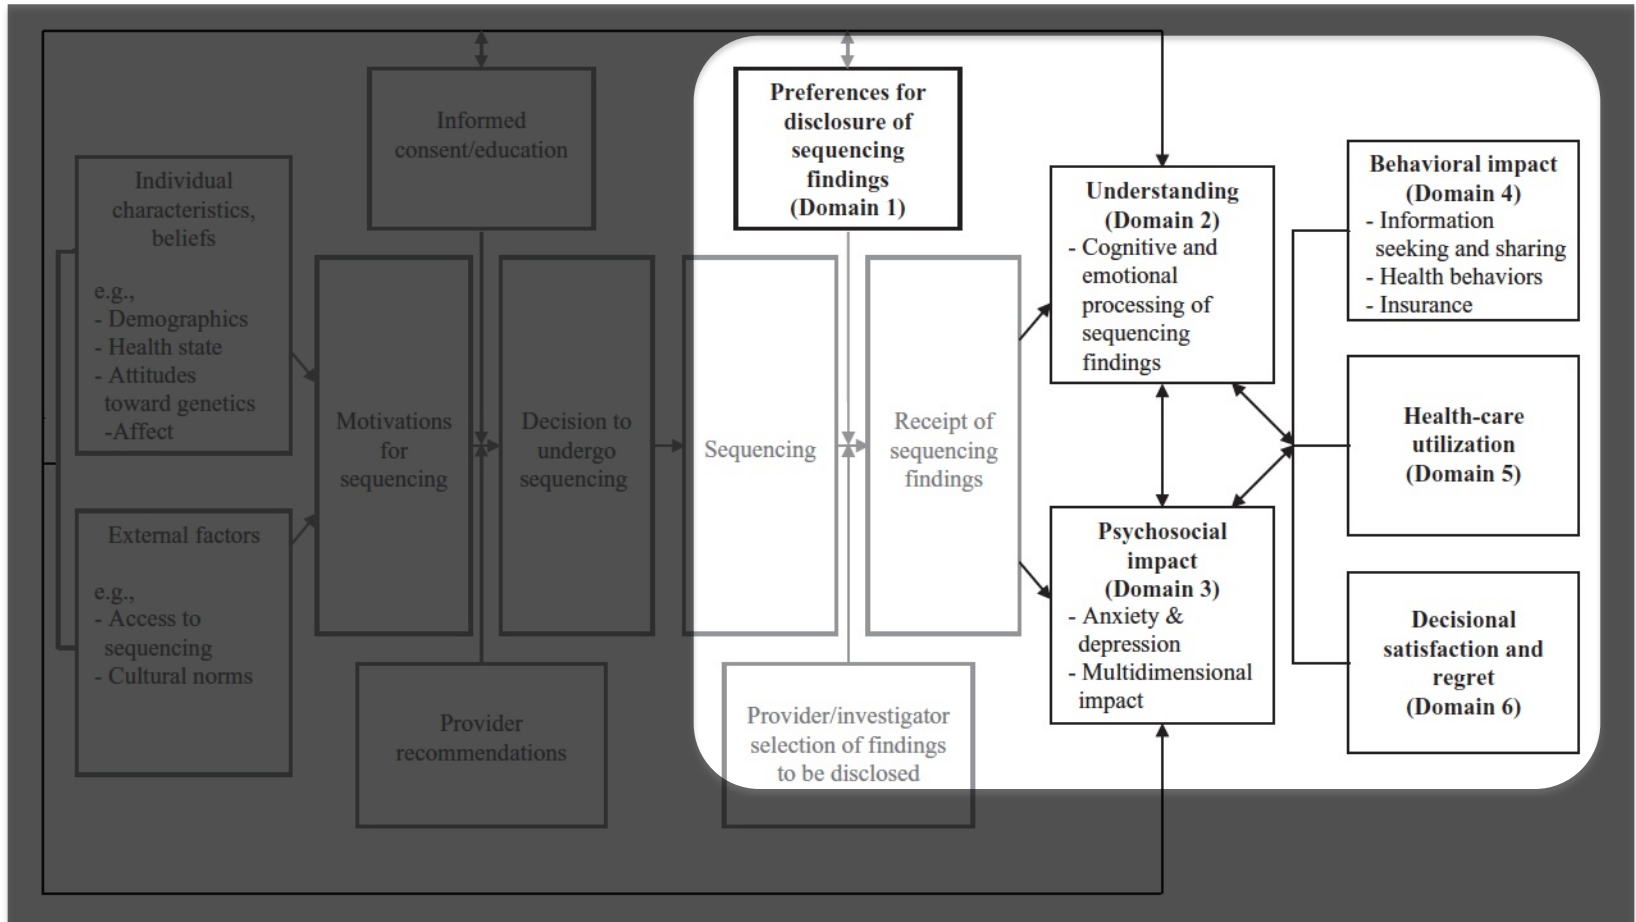 Individual
characteristics,
beliefs
e.g.,
- Demographics
- Health state
- Attitudes
toward genetics
-Affect
External factors
e.g.,
- Access to
sequencing
- Cultural norms
Motivations
for
sequencing
Informed
consent/education
Provider
recommendations
Decision to
undergo
sequencing
Sequencing
Preferences for
disclosure of
sequencing
findings
(Domain 1)
Provider/investigator
selection of findings
to be disclosed
Receipt of
sequencing
findings
Understanding
(Domain 2)
- Cognitive and
emotional
processing of
sequencing
findings
Psychosocial
impact
(Domain 3)
- Anxiety &
depression
- Multidimensional
impact
Behavioral impact
(Domain 4)
- Information
seeking and sharing
- Health behaviors
- Insurance
Health-care
utilization
(Domain 5)
Decisional
satisfaction and
regret
(Domain 6)